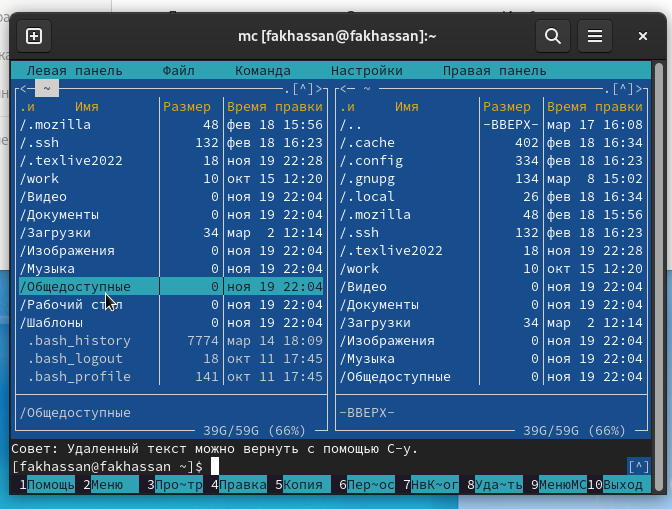 mc [fakhassan@fakhassan]:~
Левая панель Файл Команда Настройки Правая панель
<— ~ .[^]> <— ~ .[^]>
.и Имя Размер Время правки .и Имя Размер Время правки
/.mozilla 48 фев 18 15:56 /.. -ВВЕРХ- мар 17 16:08
/.ssh 132 фев 18 16:23 /.cache 402 фев 18 16:34
/.texlive2022 18 ноя 19 22:28 /.config 334 фев 18 16:34
/work 10 окт 15 12:20 /.gnupg 134 мар 8 15:02
/Видео 0 ноя 19 22:04 /.local 26 фев 18 16:34
/Документы 0 ноя 19 22:04 /.mozilla 48 фев 18 15:56
/Загрузки 34 мар 2 12:14 /.ssh 132 фев 18 16:23
/Изображения 0 ноя 19 22:04 /.texlive2022 18 ноя 19 22:28
/Музыка 0 ноя 19 22:04 /work 10 окт 15 12:20
/Общедоступные 0 ноя 19 22:04 /Видео 0 ноя 19 22:04
/Рабочий стол 0 ноя 19 22:04 /Документы 0 ноя 19 22:04
/Шаблоны 0 ноя 19 22:04 /Загрузки 34 мар 2 12:14
.bash_history 7774 мар 14 18:09 /Изображения 0 ноя 19 22:04
.bash_logout 18 окт 11 17:45 /Музыка 0 ноя 19 22:04
.bash_profile 141 окт 11 17:45 /Общедоступные 0 ноя 19 22:04
/Общедоступные -ВВЕРХ-
39G/59G (66%) 39G/59G (66%)
Совет: Удаленный текст можно вернуть с помощью C-y.
[fakhassan@fakhassan ~]$ [^]
1Помощь 2Меню 3Про~тр 4Правка 5Копия 6Пер~ос 7НвК~ог 8Уда~ть 9МенюMC 10Выход